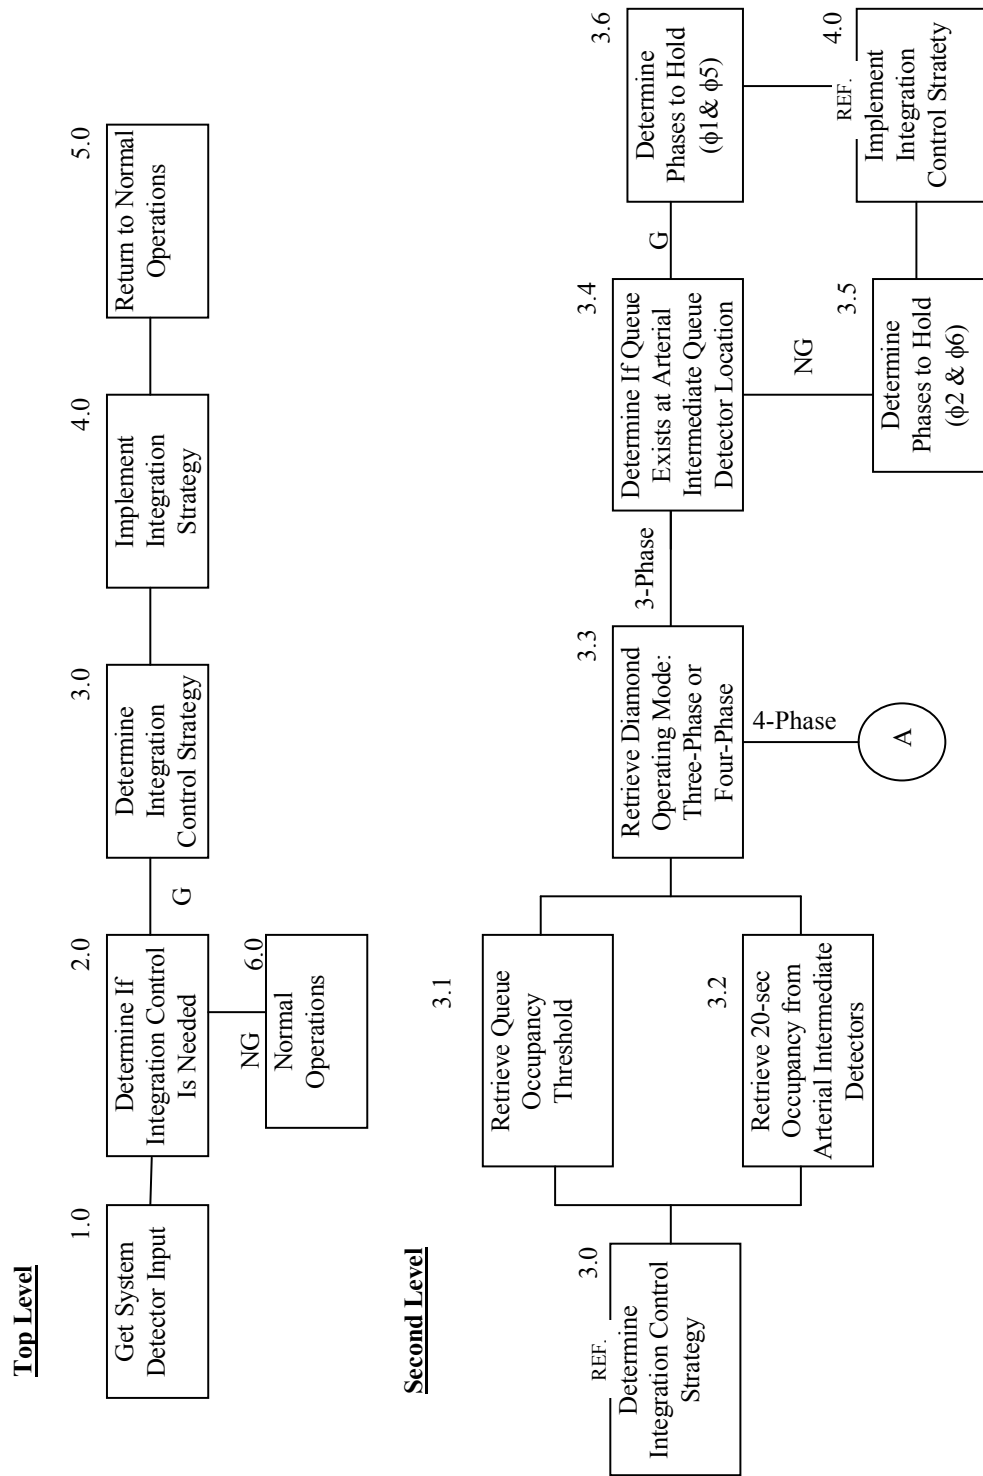 Top Level
1.0
Get System
Detector Input
2.0
Determine If
Integration Control
Is Needed
G
NG
6.0
Normal
Operations
3.0
Determine
Integration
Control Strategy
4.0
Implement
Integration
Strategy
5.0
Return to Normal
Operations
Second Level
3.0
REF.
Determine
Integration Control
Strategy
3.1
Retrieve Queue
Occupancy
Threshold
3.2
Retrieve 20-sec
Occupancy from
Arterial Intermediate
Detectors
3.3
Retrieve Diamond
Operating Mode:
Three-Phase or
Four-Phase
4-Phase
A
3-Phase
3.4
Determine If Queue
Exists at Arterial
Intermediate Queue
Detector Location
G
NG
3.5
Determine
Phases to Hold
(ϕ2 & ϕ6)
3.6
Determine
Phases to Hold
(ϕ1& ϕ5)
4.0
REF.
Implement
Integration
Control Stratety